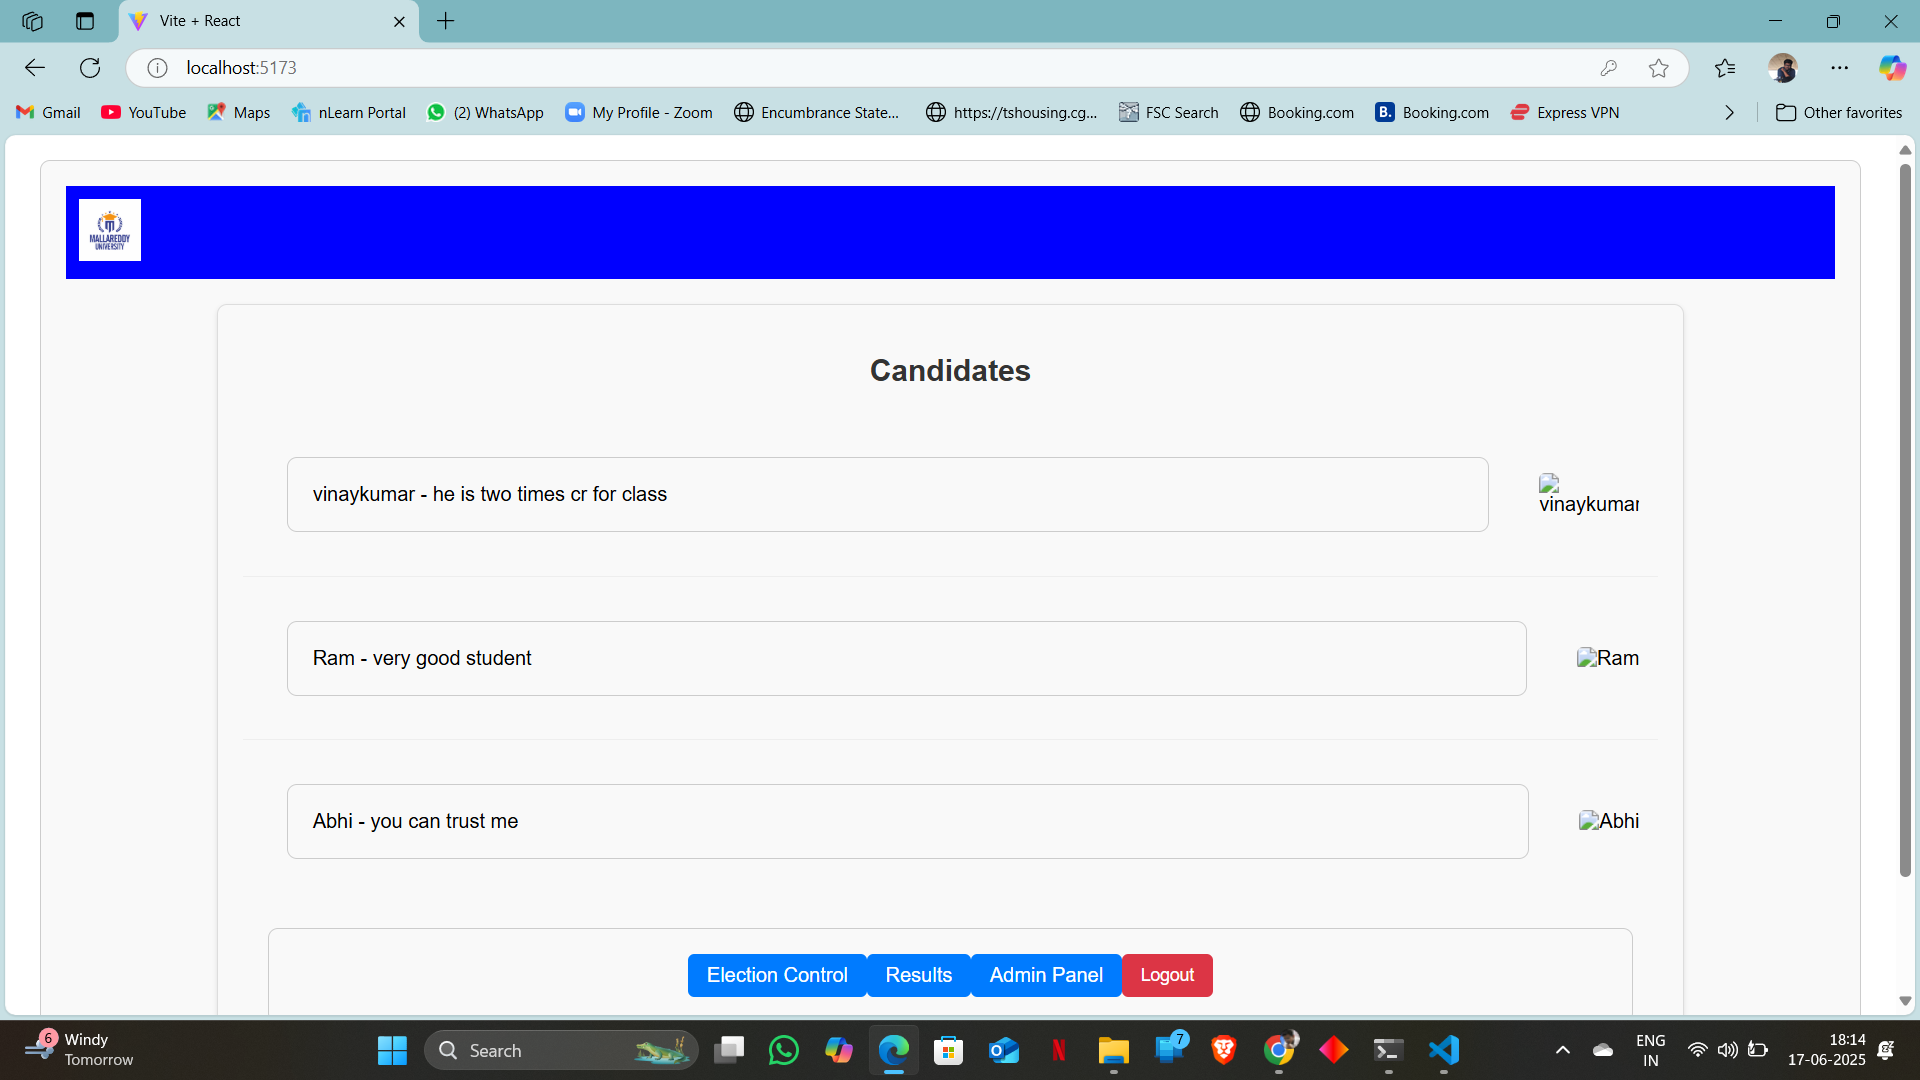 Vite + React
localhost:5173
Gmail YouTube Maps nLearn Portal (2) WhatsApp My Profile - Zoom Encumbrance State... https://tshousing.cg... FSC Search Booking.com B. Booking.com Express VPN Other favorites
MALLAREDDY
UNIVERSITY
Candidates
vinaykumar - he is two times cr for class
vinaykumar
Ram - very good student
Ram
Abhi - you can trust me
Abhi
Election Control Results Admin Panel Logout
6
Windy
Tomorrow
Search
7
ENG
IN
18:14
17-06-2025